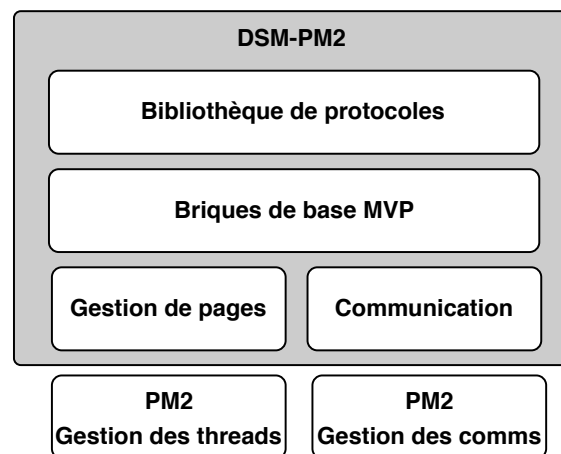 DSM-PM2
Bibliothèque de protocoles
Briques de base MVP
Gestion de pages
Communication
PM2
Gestion des threads
PM2
Gestion des comms